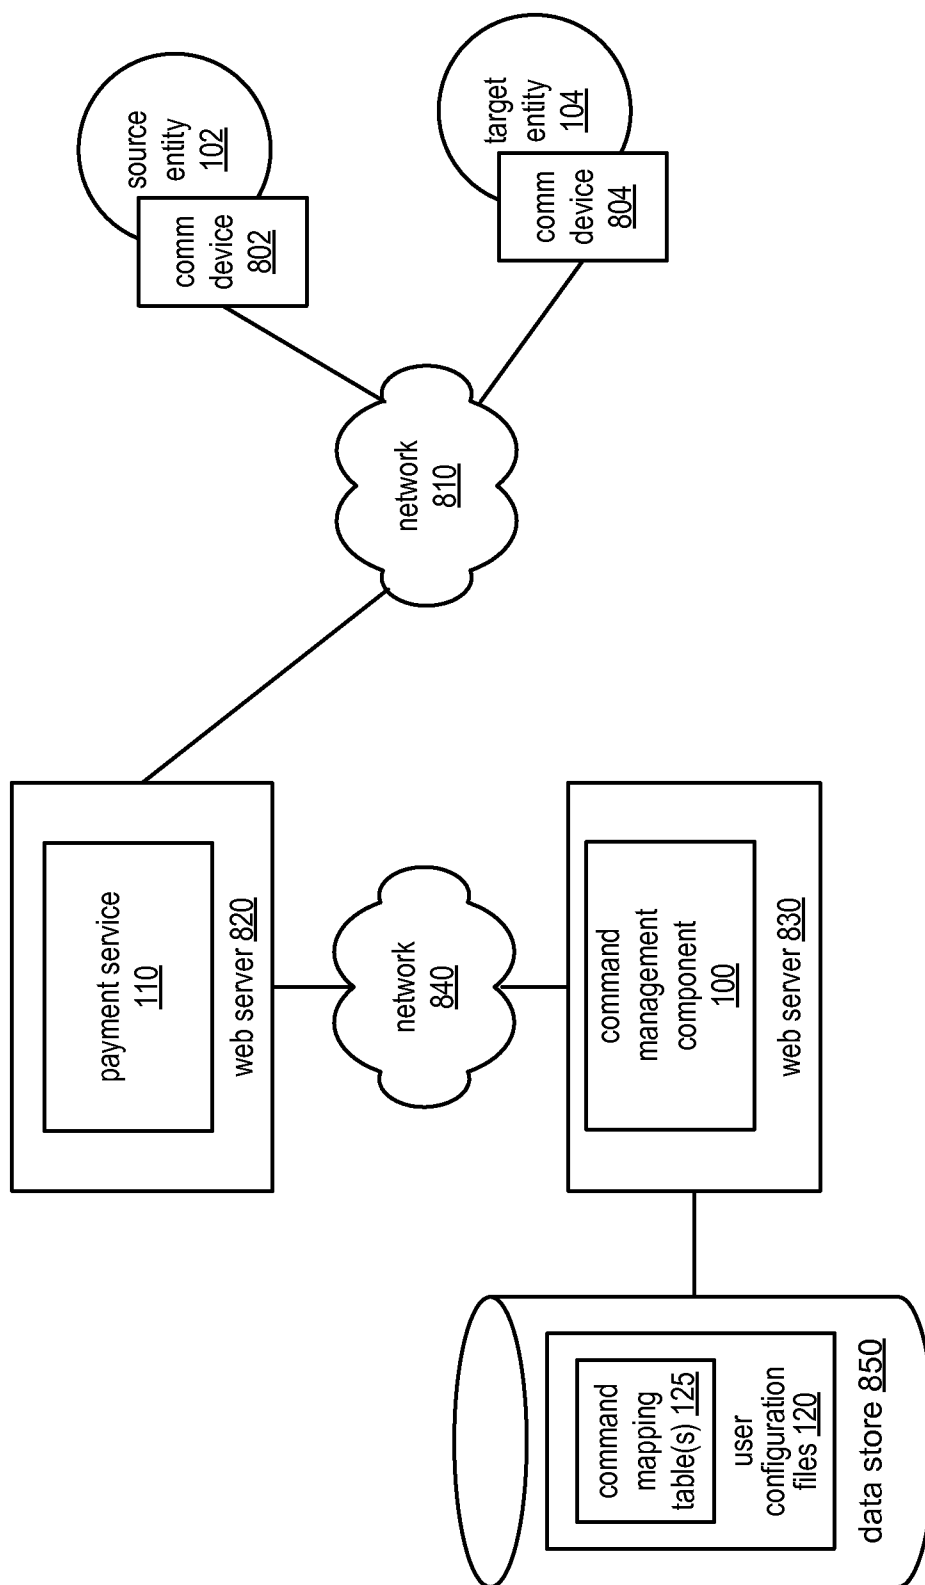 source
entity
102
comm
device
802
target
entity
104
comm
device
804
network
810
payment service
110
web server 820
network
840
command
management
component
100
web server 830
command
mapping
table(s) 125
user
configuration
files 120
data store 850